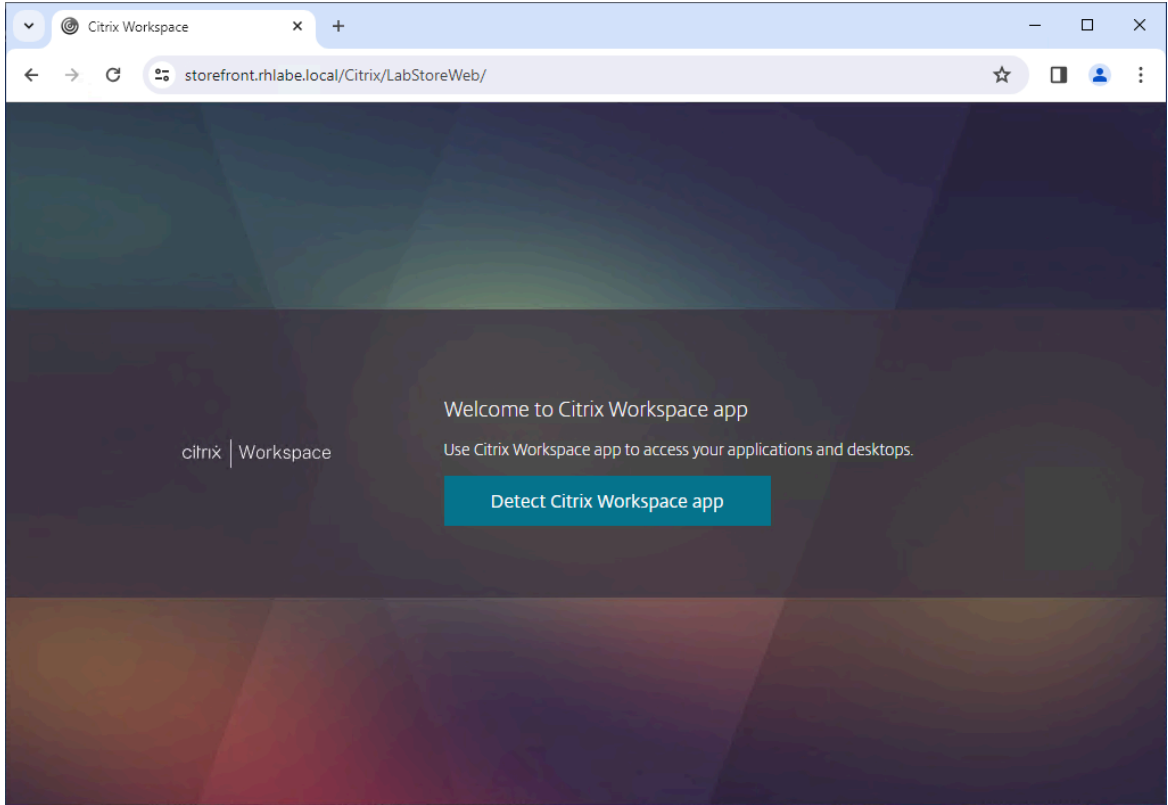 Citrix Workspace
storefront.rhlabe.local/Citrix/LabStoreWeb/
Welcome to Citrix Workspace app
citrix | Workspace
Use Citrix Workspace app to access your applications and desktops.
Detect Citrix Workspace app